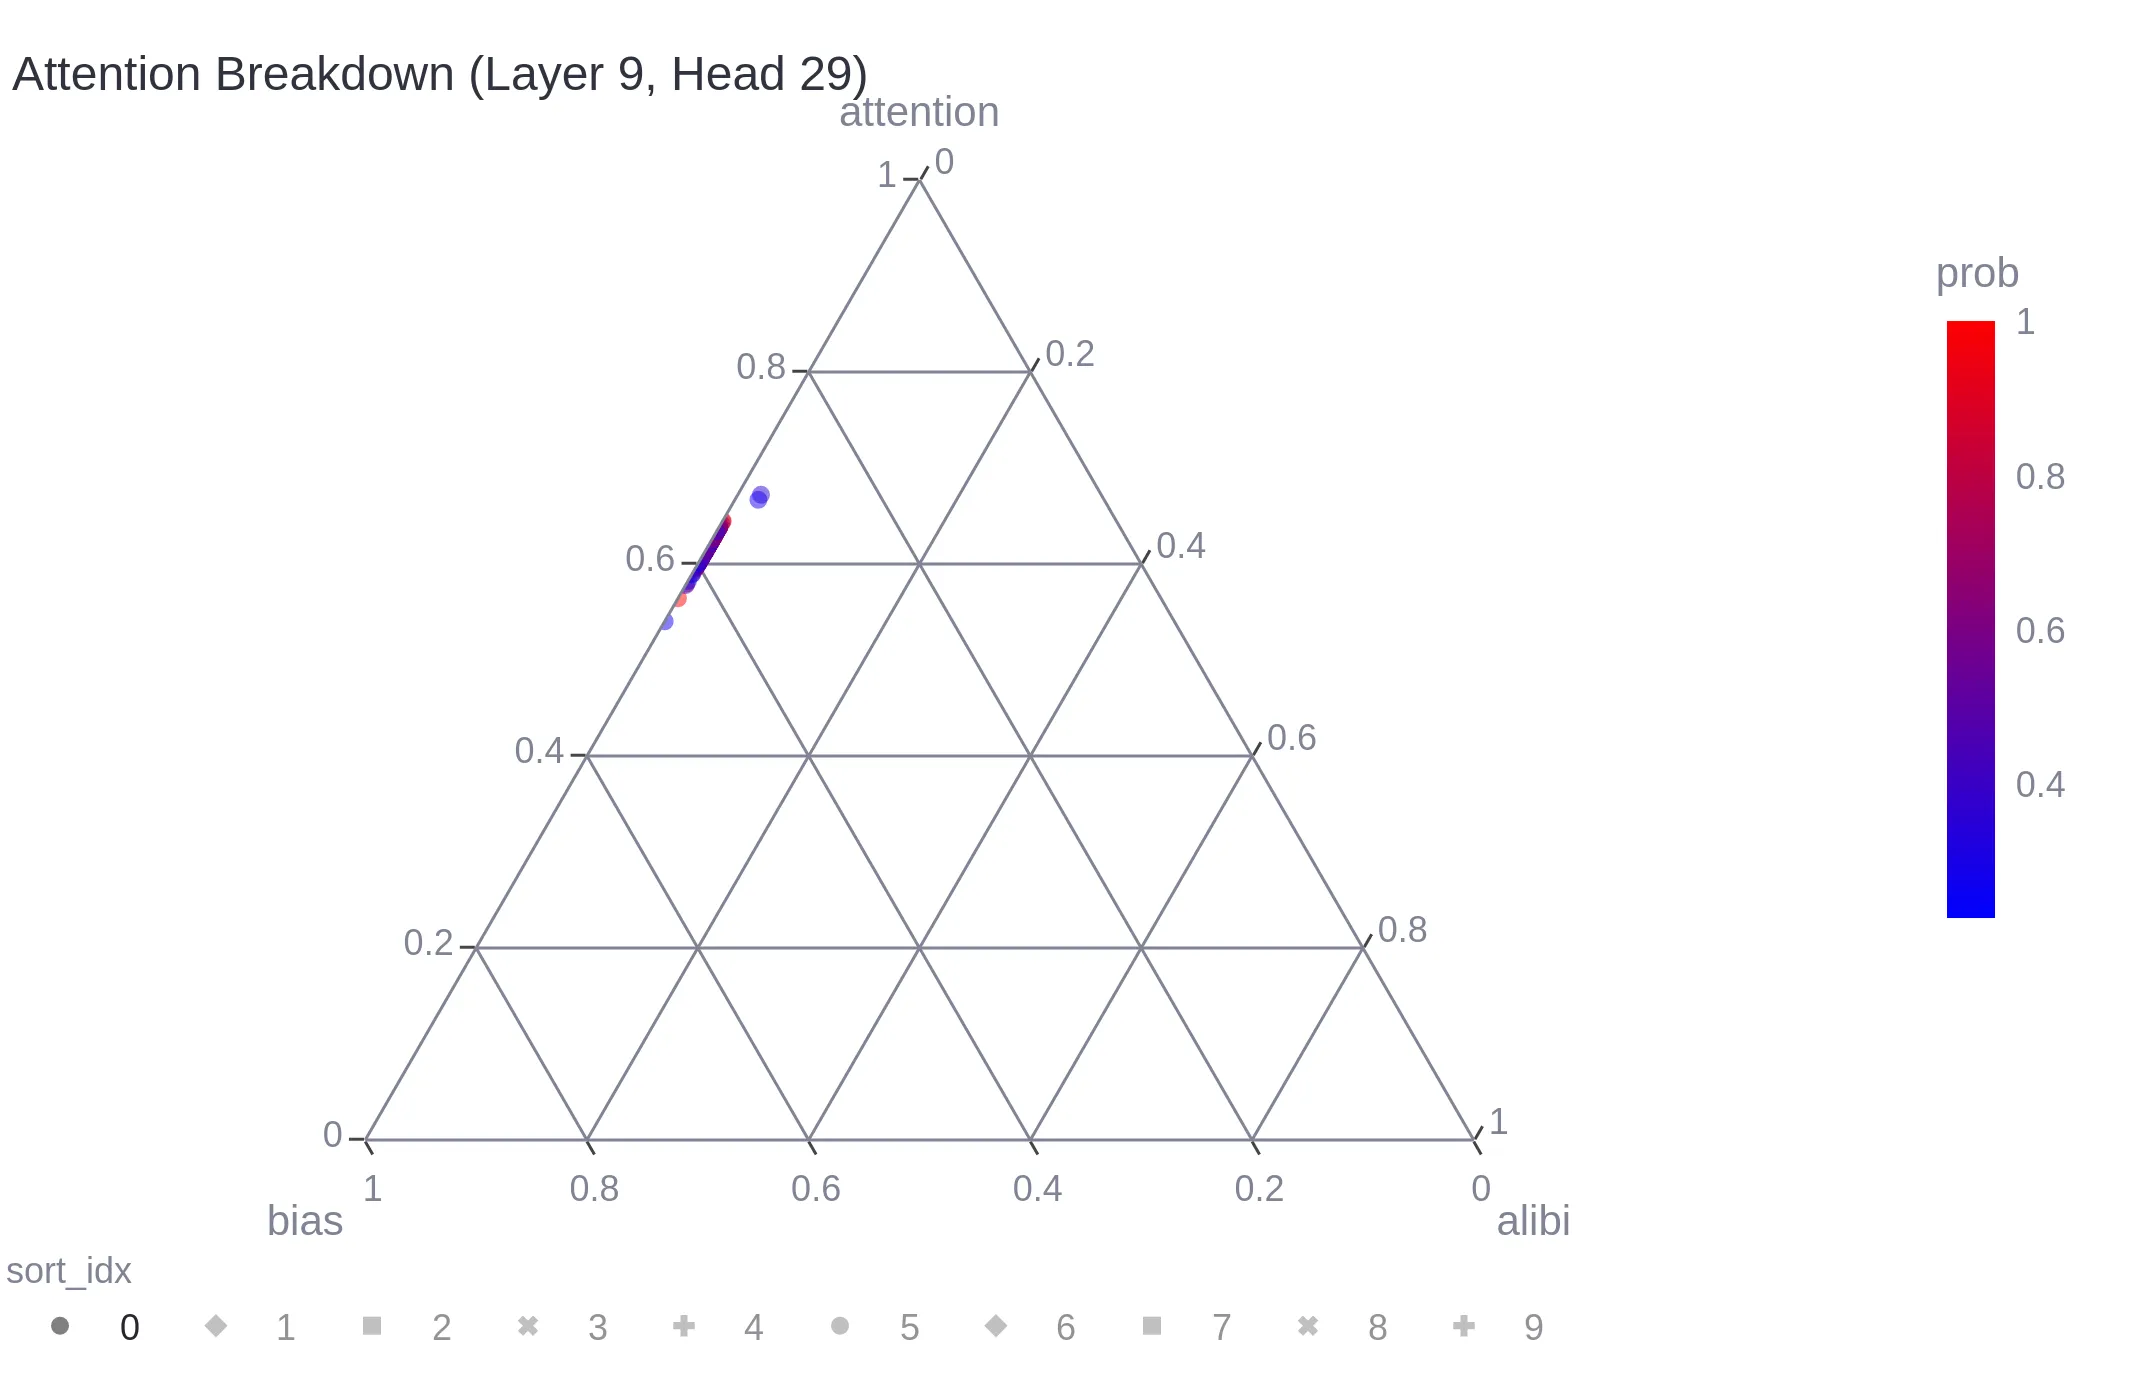 Attention Breakdown (Layer 9, Head 29)
attention
1 0
prob
1
0.8 0.2
0.8
0.6 0.4
0.6
0.4 0.6
0.4
0.2 0.8
0 1
1 0.8 0.6 0.4 0.2 0
bias alibi
sort_idx
0 1 2 3 4 5 6 7 8 9